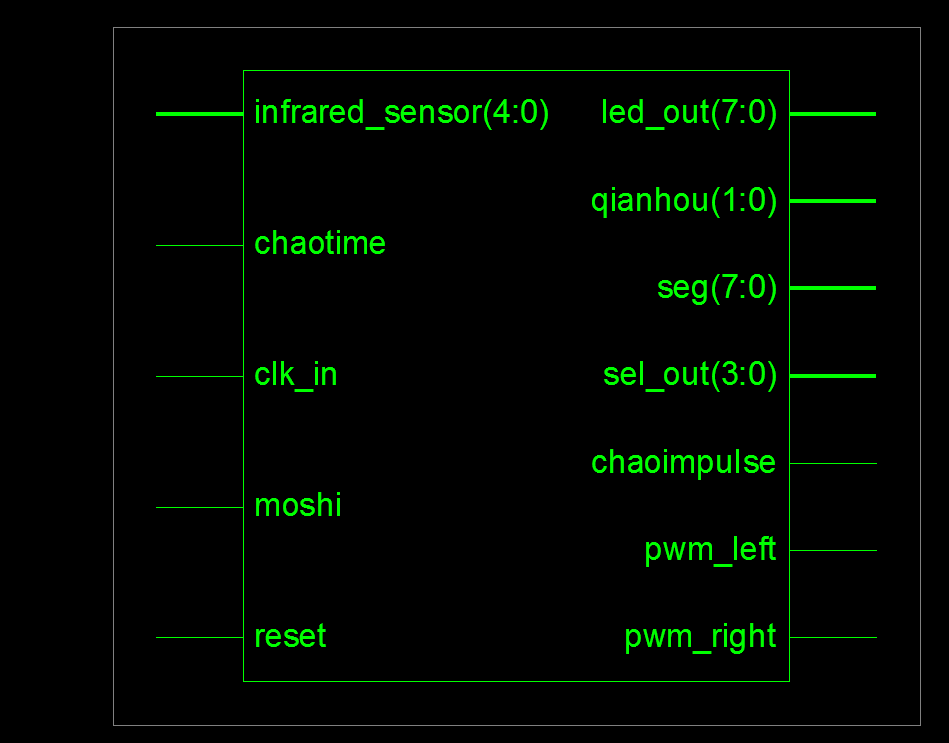 infrared_sensor(4:0) led_out(7:0)
qianhou(1:0)
chaotime
seg(7:0)
clk_in sel_out(3:0)
chaoimpulse
moshi
pwm_left
reset pwm_right